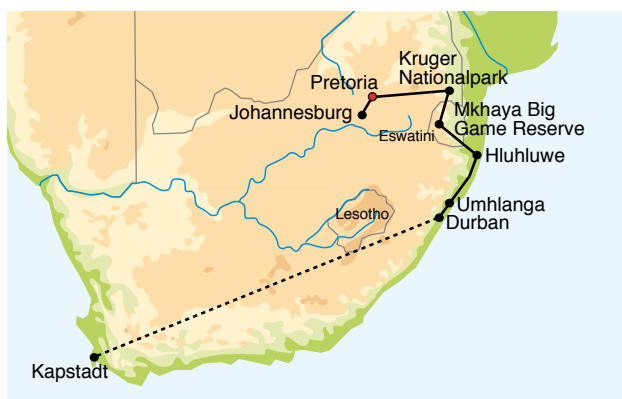 Kruger
Nationalpark
Pretoria
Johannesburg
Mkhaya Big
Game Reserve
Eswatini
Hluhluwe
Umhlanga
Lesotho
Durban
Kapstadt